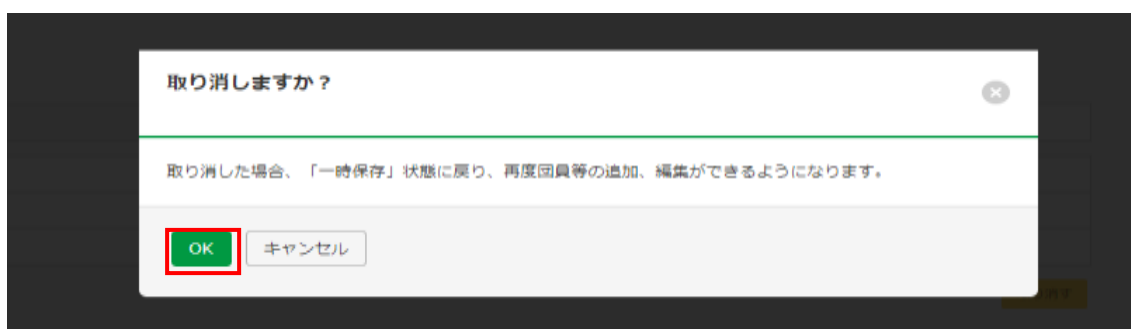 取り消しますか？
取り消した場合、「一時保存」状態に戻り、再度団員等の追加、編集ができるようになります。
OK
キャンセル